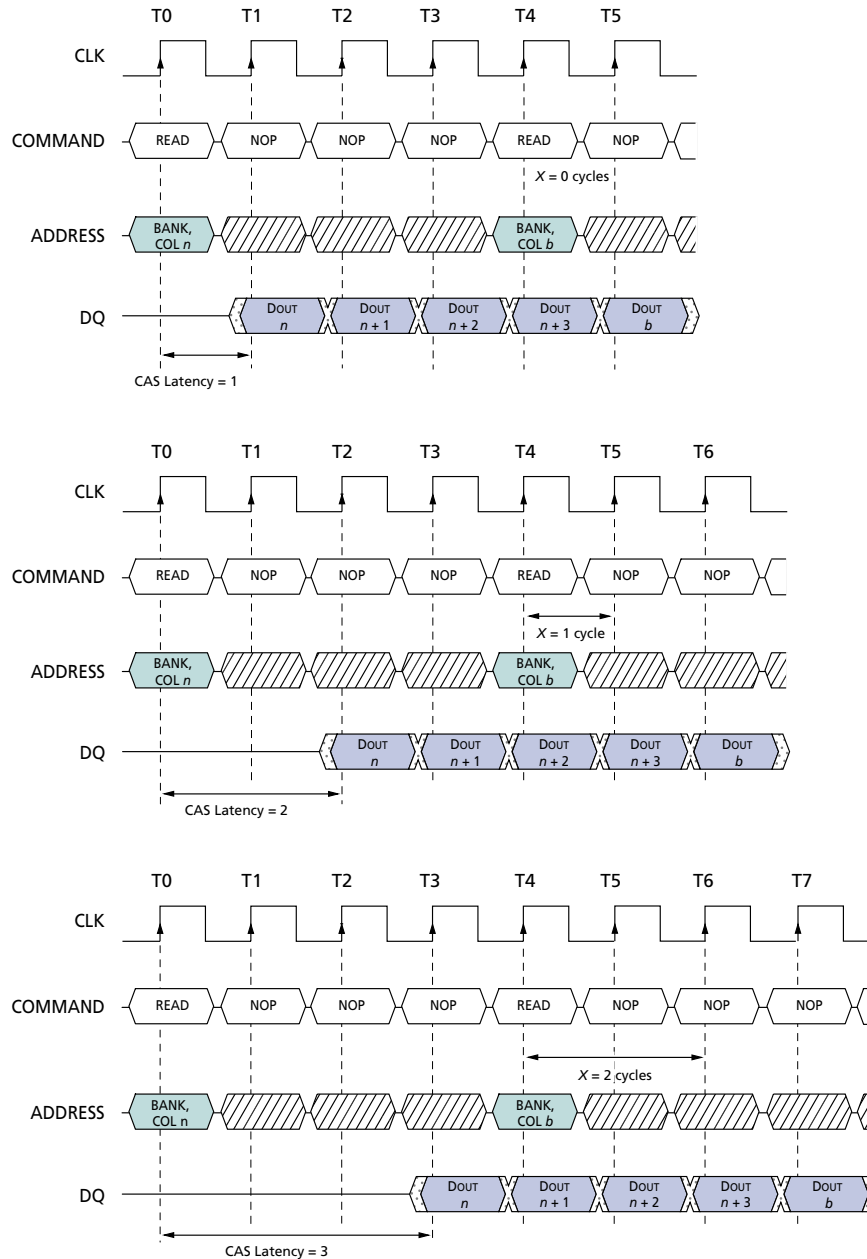 T0 T1 T2 T3 T4 T5
CLK
COMMAND READ NOP NOP NOP READ NOP
X = 0 cycles
ADDRESS BANK, COL n BANK, COL b
DQ DOUT n DOUT n + 1 DOUT n + 2 DOUT n + 3 DOUT b
CAS Latency = 1
T0 T1 T2 T3 T4 T5 T6
CLK
COMMAND READ NOP NOP NOP READ NOP NOP
X = 1 cycle
ADDRESS BANK, COL n BANK, COL b
DQ DOUT n DOUT n + 1 DOUT n + 2 DOUT n + 3 DOUT b
CAS Latency = 2
T0 T1 T2 T3 T4 T5 T6 T7
CLK
COMMAND READ NOP NOP NOP READ NOP NOP NOP
X = 2 cycles
ADDRESS BANK, COL n BANK, COL b
DQ DOUT n DOUT n + 1 DOUT n + 2 DOUT n + 3 DOUT b
CAS Latency = 3